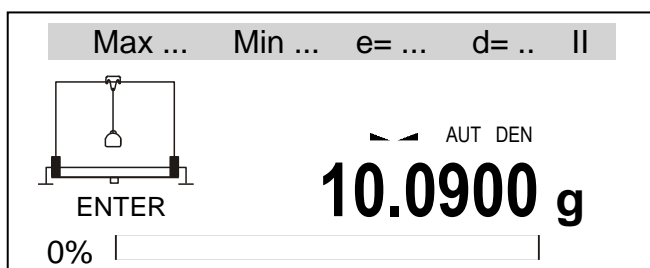 Max ... Min ... e= ... d= .. II
AUT DEN
ENTER
10.0900 g
0%